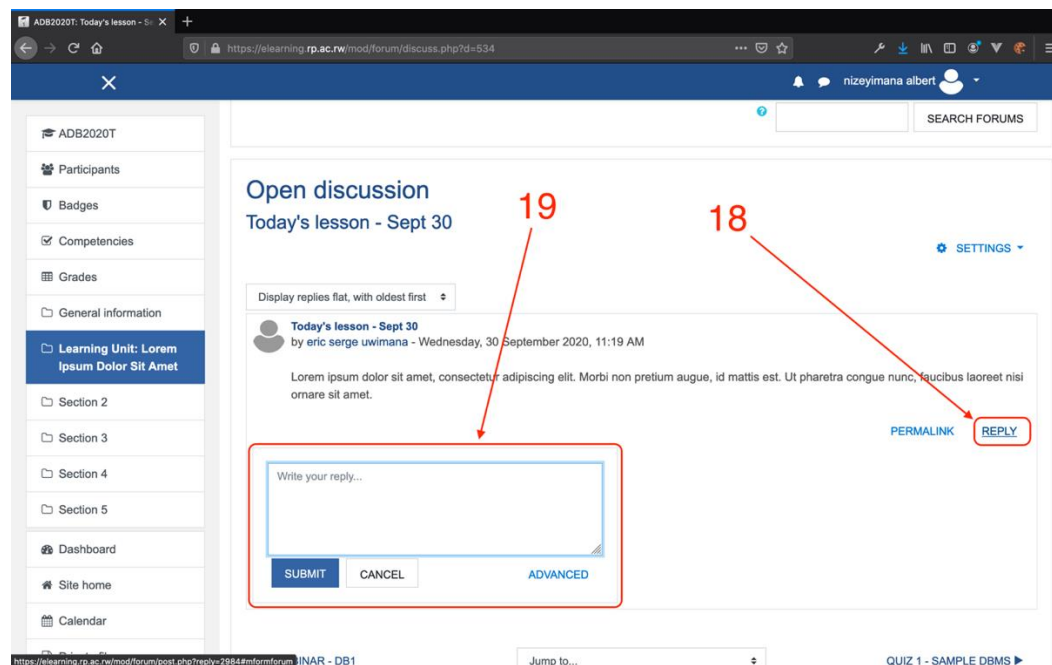 ADB2020T: Today's lesson - Se
https://elearning.rp.ac.rw/mod/forum/discuss.php?d=534
nizeyimana albert
SEARCH FORUMS
ADB2020T
Participants
Badges
Competencies
Grades
General information
Learning Unit: Lorem
Ipsum Dolor Sit Amet
Section 2
Section 3
Section 4
Section 5
Dashboard
Site home
Calendar
Open discussion
Today's lesson - Sept 30
19
18
SETTINGS
Display replies flat, with oldest first
Today's lesson - Sept 30
by eric serge uwimana - Wednesday, 30 September 2020, 11:19 AM
Lorem ipsum dolor sit amet, consectetur adipiscing elit. Morbi non pretium augue, id mattis est. Ut pharetra congue nunc, faucibus laoreet nisi
ornare sit amet.
PERMALINK REPLY
Write your reply...
SUBMIT CANCEL ADVANCED
https://elearning.rp.ac.rw/mod/forum/post.php?reply=2984#mformforum
INAR - DB1 Jump to... QUIZ 1 - SAMPLE DBMS